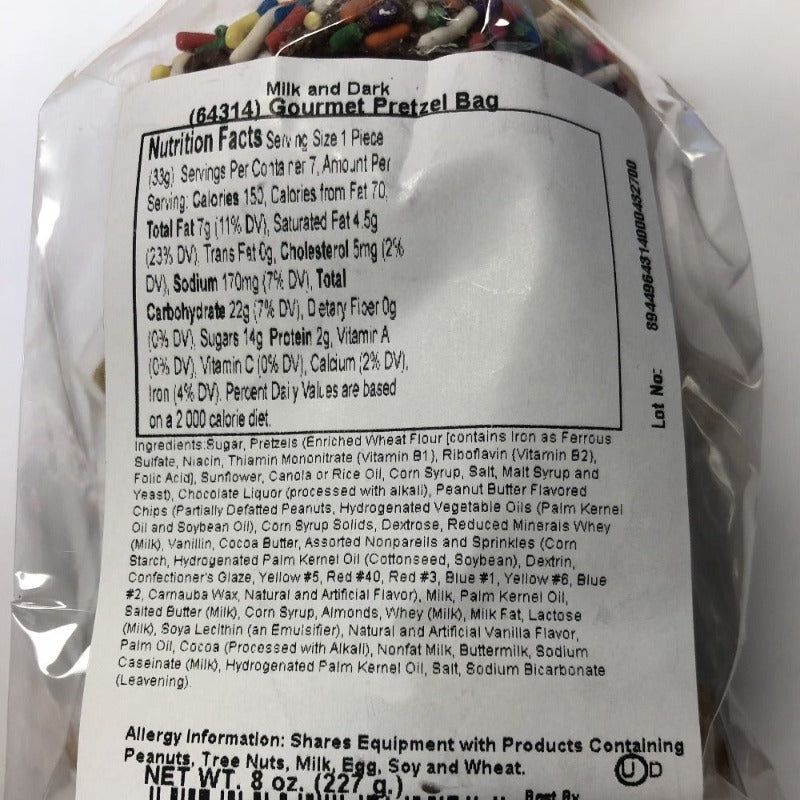 Milk and Dark
(64314) Gourmet Pretzel Bag
Nutrition Facts Serving Size 1 Piece
(33g) Servings Per Container 7, Amount Per
Serving: Calories 150, Calories from Fat 70,
Total Fat 7g (11% DV), Saturated Fat 4.5g
(23% DV), Trans Fat 0g, Cholesterol 5mg (2%
DV), Sodium 170mg (7% DV), Total
Carbohydrate 22g (7% DV), Dietary Fiber 0g
(0% DV), Sugars 14g Protein 2g, Vitamin A
(0% DV), Vitamin C (0% DV), Calcium (2% DV),
Iron (4% DV). Percent Daily Values are based
on a 2 000 calorie diet.
Ingredients:Sugar, Pretzels (Enriched Wheat Flour [contains Iron as Ferrous
Sulfate, Niacin, Thiamin Mononitrate (Vitamin B1), Riboflavin (Vitamin B2),
Folic Acid], Sunflower, Canola or Rice Oil, Corn Syrup, Salt, Malt Syrup and
Yeast), Chocolate Liquor (processed with alkali), Peanut Butter Flavored
Chips (Partially Defatted Peanuts, Hydrogenated Vegetable Oils (Palm Kernel
Oil and Soybean Oil), Corn Syrup Solids, Dextrose, Reduced Minerals Whey
(Milk), Vanillin, Cocoa Butter, Assorted Nonpareils and Sprinkles (Corn
Starch, Hydrogenated Palm Kernel Oil (Cottonseed, Soybean), Dextrin,
Confectioner's Glaze, Yellow #5, Red #40, Red #3, Blue #1, Yellow #6, Blue
#2, Carnauba Wax, Natural and Artificial Flavor), Milk, Palm Kernel Oil,
Salted Butter (Milk), Corn Syrup, Almonds, Whey (Milk), Milk Fat, Lactose
(Milk), Soya Lecithin (an Emulsifier), Natural and Artificial Vanilla Flavor,
Palm Oil, Cocoa (Processed with Alkali), Nonfat Milk, Buttermilk, Sodium
Caseinate (Milk), Hydrogenated Palm Kernel Oil, Salt, Sodium Bicarbonate
(Leavening).
Allergy Information: Shares Equipment with Products Containing
Peanuts, Tree Nuts, Milk, Egg, Soy and Wheat.
U D
NET WT. 8 oz. (227 g.)
Best By
Lot No: 8944964314000432700